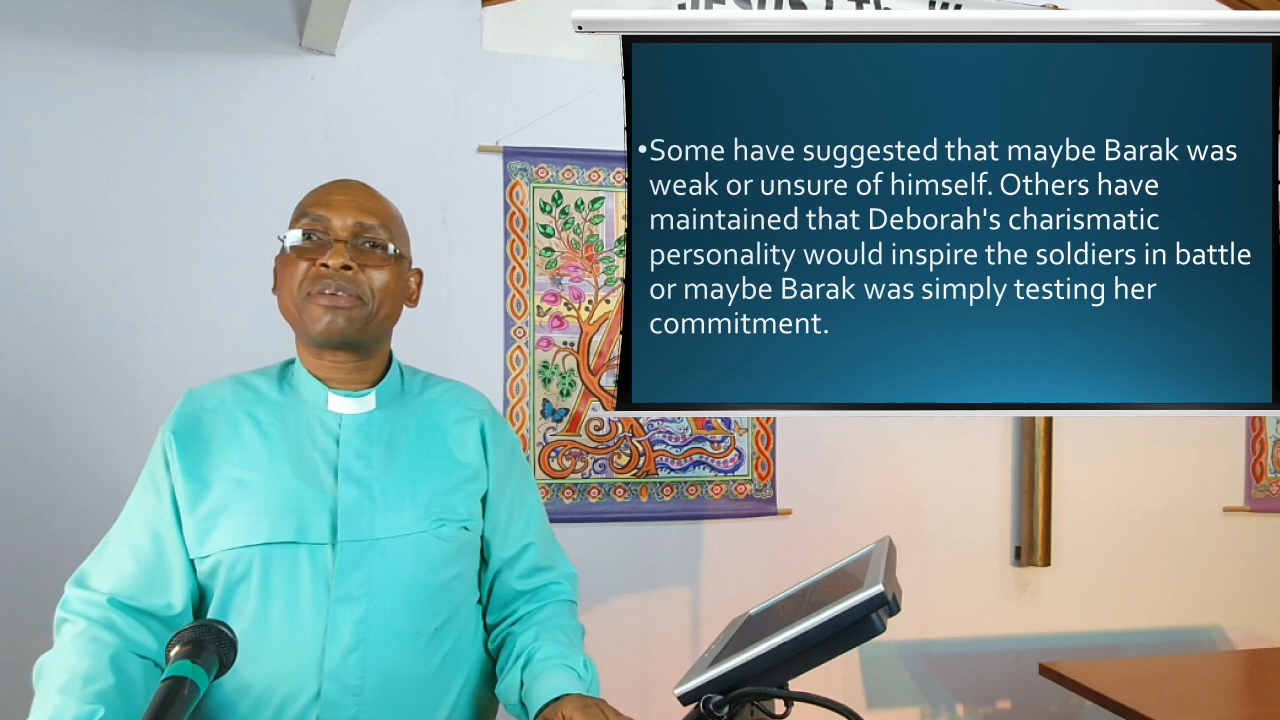 JESUS
•Some have suggested that maybe Barak was
weak or unsure of himself. Others have
maintained that Deborah's charismatic
personality would inspire the soldiers in battle
or maybe Barak was simply testing her
commitment.